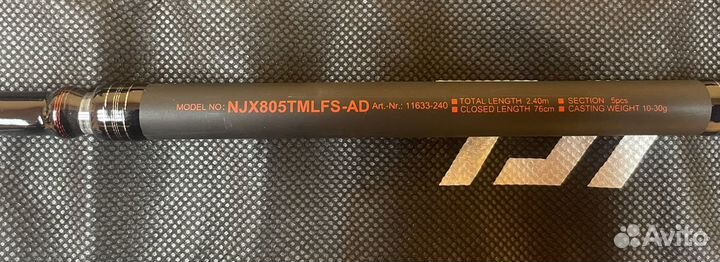 MODEL NO: NJX805TMLFS-AD Art.-Nr.: 11633-240 ■ TOTAL LENGTH 2.40m ■ SECTION 5pcs
■ CLOSED LENGTH 76cm ■ CASTING WEIGHT 10-30g
Avito